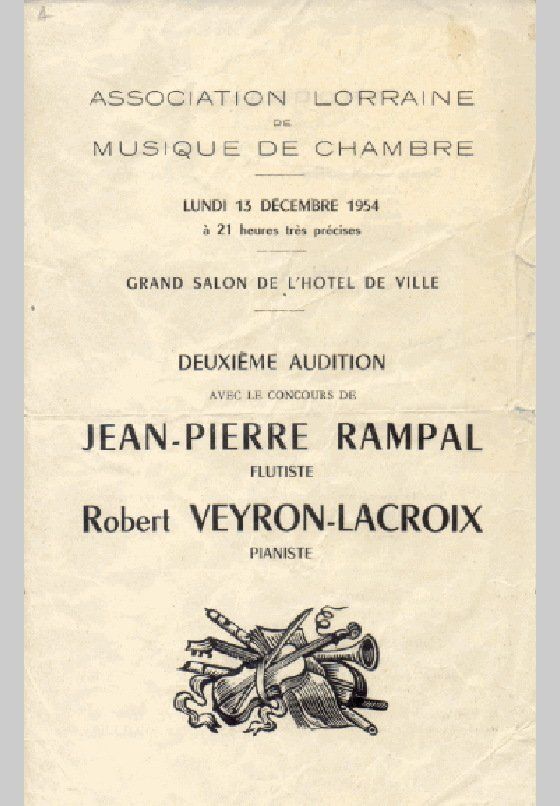 ASSOCIATION LORRAINE
DE
MUSIQUE DE CHAMBRE
LUNDI 13 DÉCEMBRE 1954
à 21 heures très précises
GRAND SALON DE L'HOTEL DE VILLE
DEUXIÈME AUDITION
AVEC LE CONCOURS DE
JEAN-PIERRE RAMPAL
FLUTISTE
Robert VEYRON-LACROIX
PIANISTE